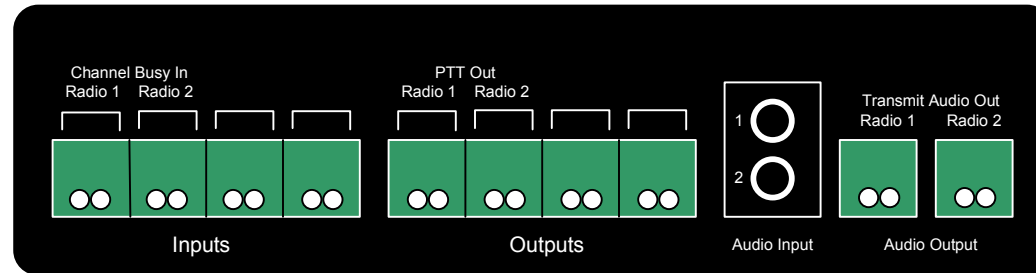 Channel Busy In
Radio 1 Radio 2
Inputs
PTT Out
Radio 1 Radio 2
Outputs
1
2
Audio Input
Transmit Audio Out
Radio 1 Radio 2
Audio Output